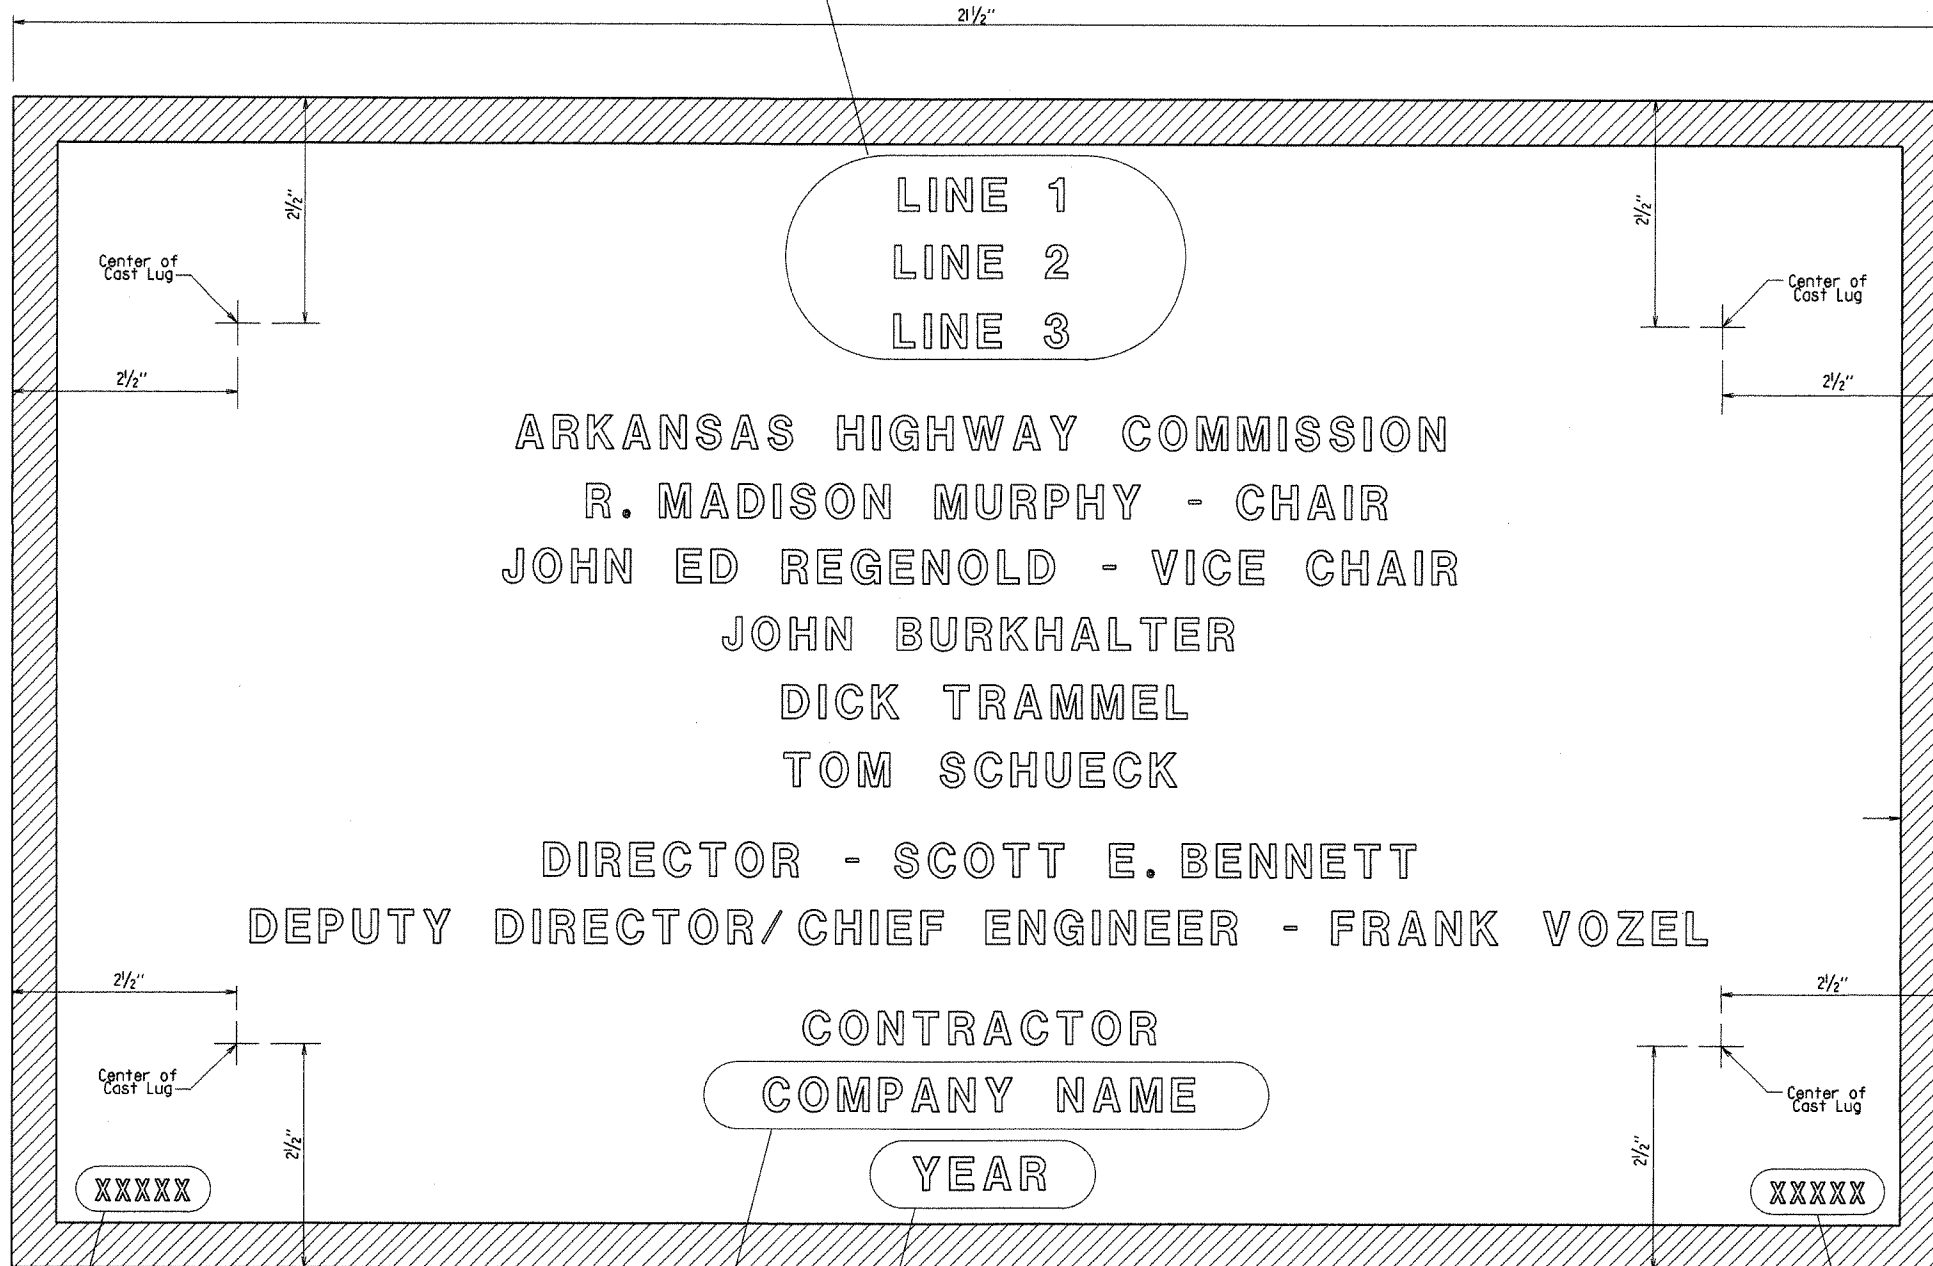 21½"
2½"
2½"
Center of
Cast Lug
Center of
Cast Lug
2½"
2½"
LINE 1
LINE 2
LINE 3
ARKANSAS HIGHWAY COMMISSION
R. MADISON MURPHY - CHAIR
JOHN ED REGENOLD - VICE CHAIR
JOHN BURKHALTER
DICK TRAMMEL
TOM SCHUECK
DIRECTOR - SCOTT E. BENNETT
DEPUTY DIRECTOR/CHIEF ENGINEER - FRANK VOZEL
2½"
2½"
CONTRACTOR
Center of
Cast Lug
COMPANY NAME
Center of
Cast Lug
2½"
2½"
YEAR
XXXXX
XXXXX